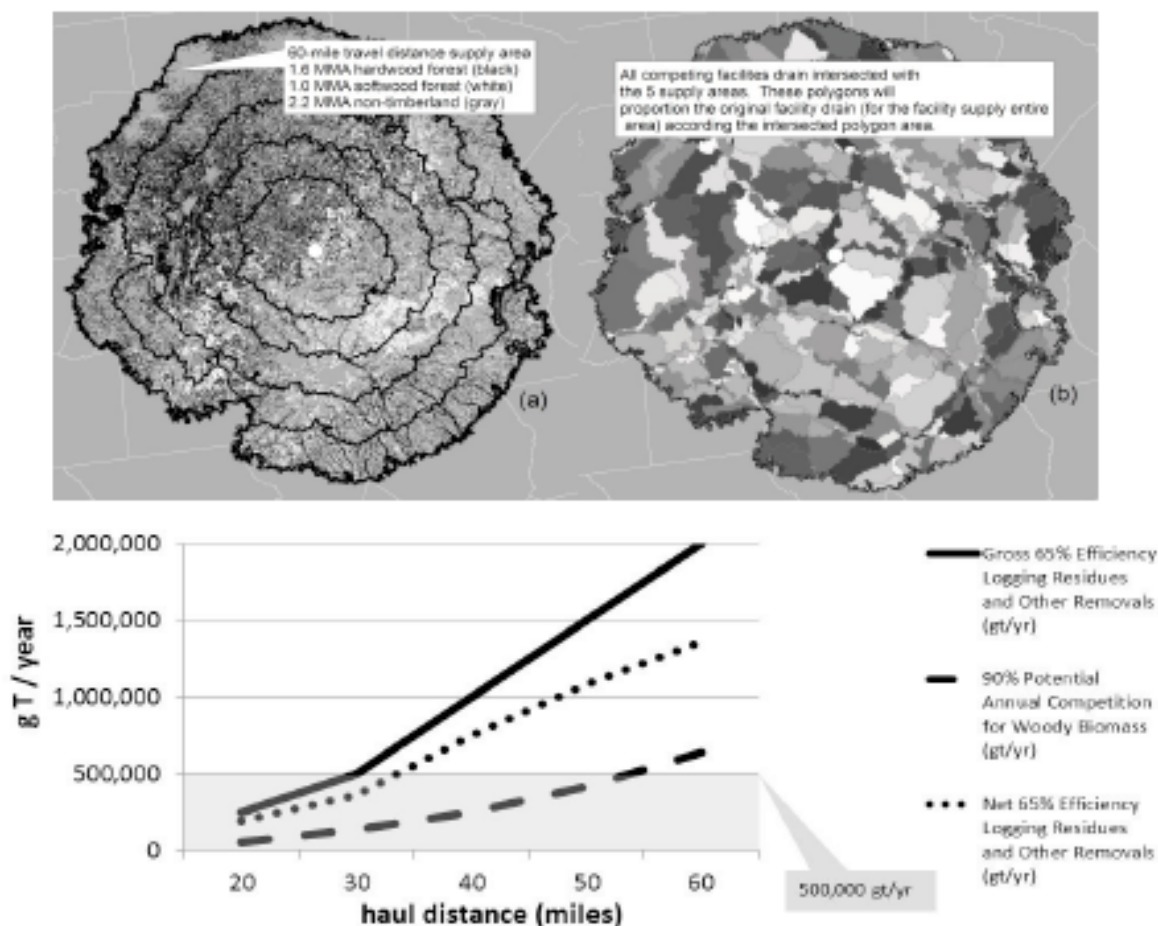 60-mile travel distance supply area
1.6 MMA hardwood forest (black)
1.0 MMA softwood forest (white)
2.2 MMA non-timberland (gray)
(a)
All competing facilites drain intersected with
the 5 supply areas. These polygons will
proportion the original facility drain (for the facility supply entire
area) according the intersected polygon area.
(b)
2,000,000
1,500,000
1,000,000
500,000
0
gT / year
20
30
40
50
60
haul distance (miles)
500,000 gt/yr
Gross 65% Efficiency
Logging Residues
and Other Removals
(gt/yr)
90% Potential
Annual Competition
for Woody Biomass
(gt/yr)
Net 65% Efficiency
Logging Residues
and Other Removals
(gt/yr)